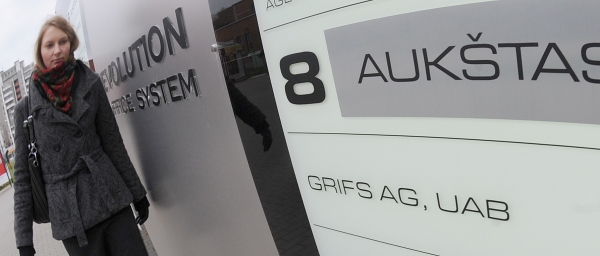 EVOLUTION
OFFICE SYSTEM
8 AUKŠTAS
GRIFS AG, UAB